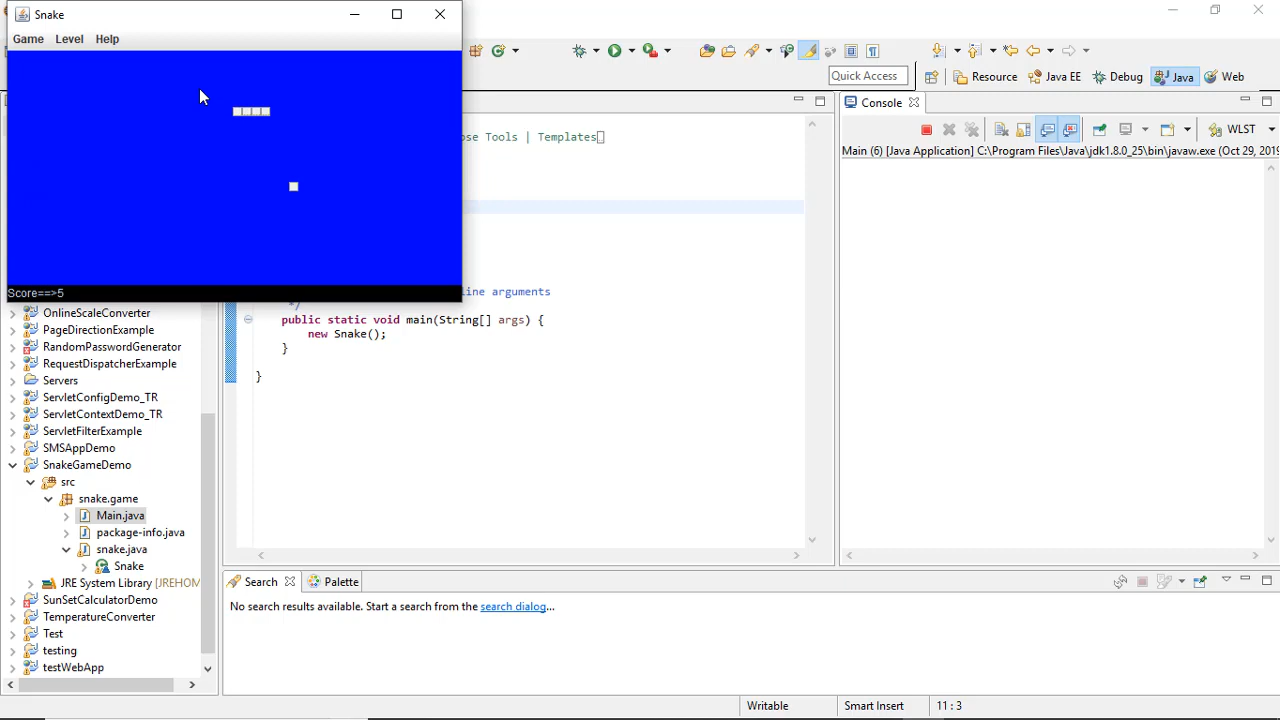 Snake
Game Level Help
Score==>5
Quick Access
Resource
Java EE
Debug
Java
Web
ose Tools | Templates
line arguments
*/
public static void main(String[] args) {
new Snake();
}
}
Console
WLST
Main (6) [Java Application] C:\Program Files\Java\jdk1.8.0_25\bin\javaw.exe (Oct 29, 2019
OnlineScaleConverter
PageDirectionExample
RandomPasswordGenerator
RequestDispatcherExample
Servers
ServletConfigDemo_TR
ServletContextDemo_TR
ServletFilterExample
SMSAppDemo
SnakeGameDemo
src
snake.game
Main.java
package-info.java
snake.java
Snake
JRE System Library [JREHOM
SunSetCalculatorDemo
TemperatureConverter
Test
testing
testWebApp
Search
Palette
No search results available. Start a search from the search dialog...
Writable
Smart Insert
11 : 3